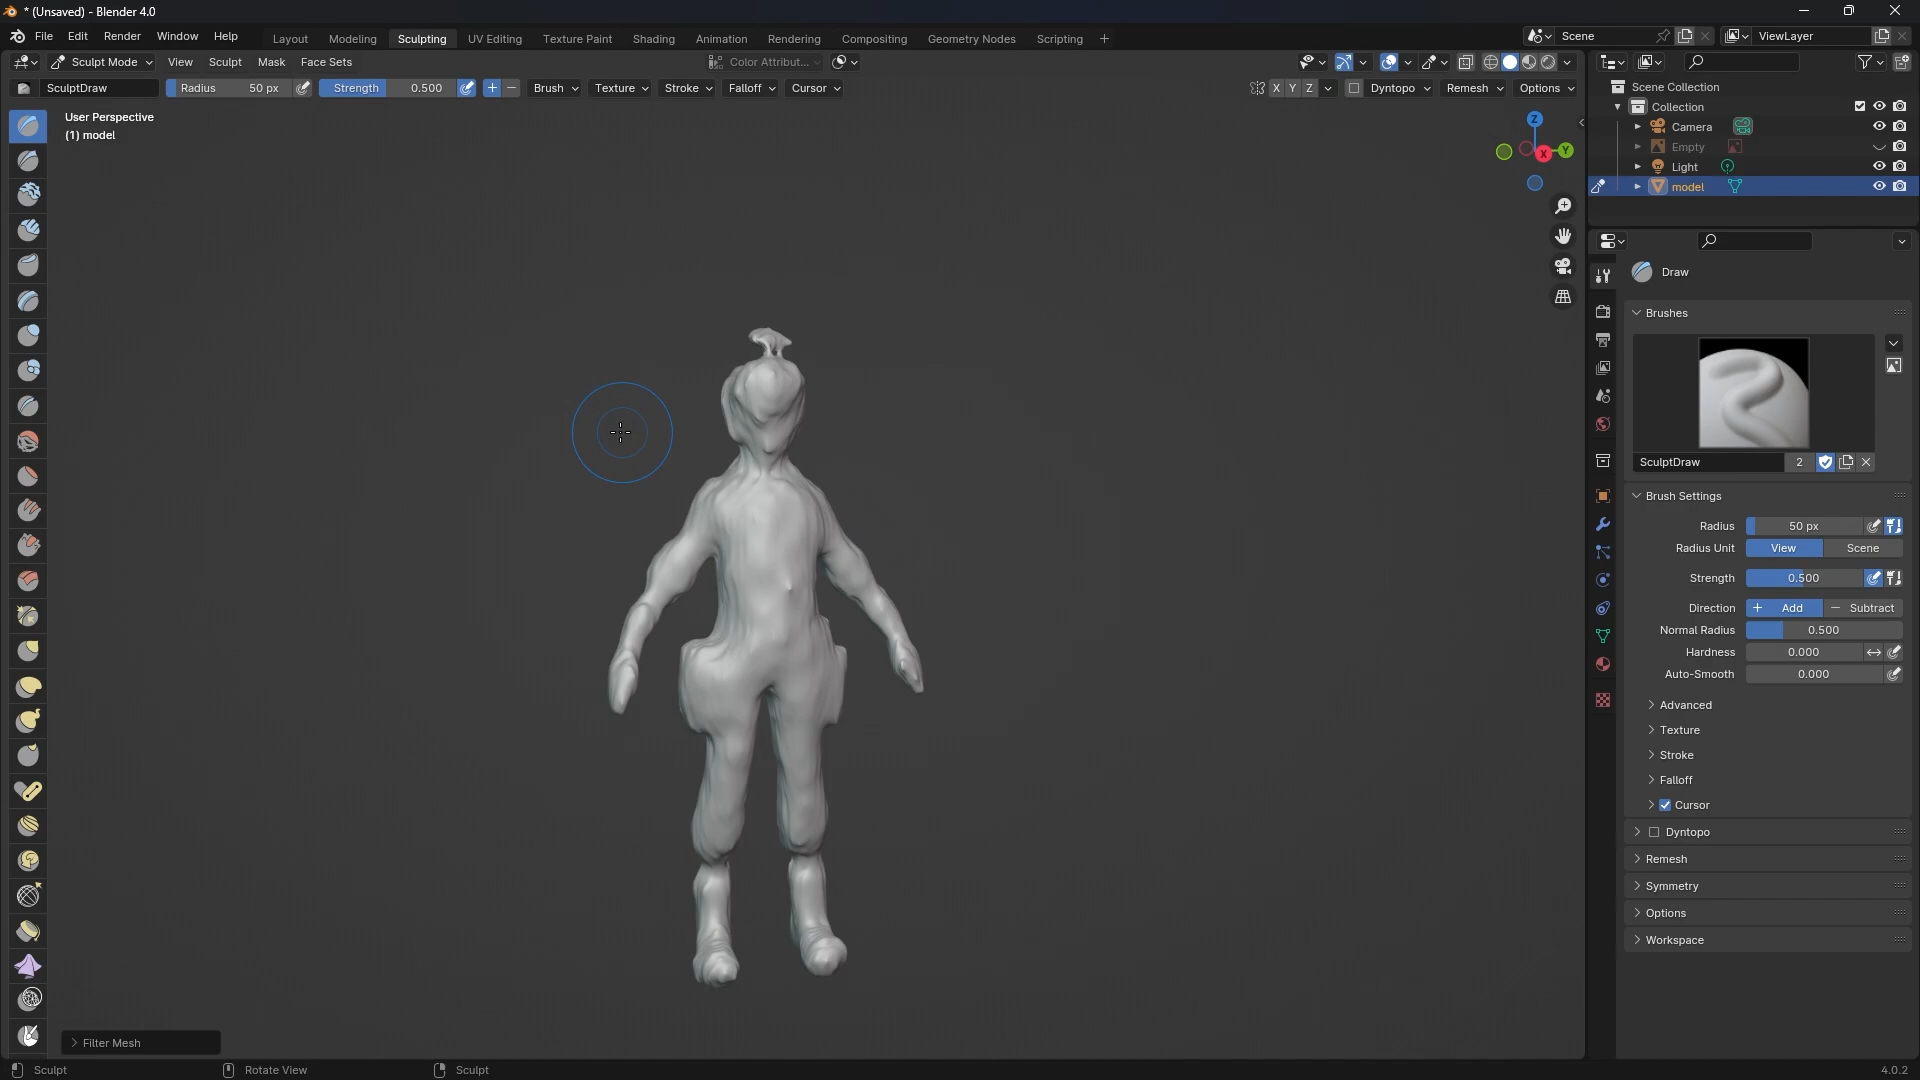 * (Unsaved) - Blender 4.0
File Edit Render Window Help
Layout Modeling Sculpting UV Editing Texture Paint Shading Animation Rendering Compositing Geometry Nodes Scripting +
Scene
ViewLayer
Sculpt Mode View Sculpt Mask Face Sets
Color Attribut...
SculptDraw Radius 50 px Strength 0.500 + − Brush Texture Stroke Falloff Cursor
X Y Z Dyntopo Remesh Options
User Perspective
(1) model
Z
X
Y
Scene Collection
Collection
Camera
Empty
Light
model
Draw
Brushes
SculptDraw 2
Brush Settings
Radius 50 px
Radius Unit View Scene
Strength 0.500
Direction + Add − Subtract
Normal Radius 0.500
Hardness 0.000
Auto-Smooth 0.000
Advanced
Texture
Stroke
Falloff
Cursor
Dyntopo
Remesh
Symmetry
Options
Workspace
Filter Mesh
Sculpt Rotate View Sculpt
4.0.2